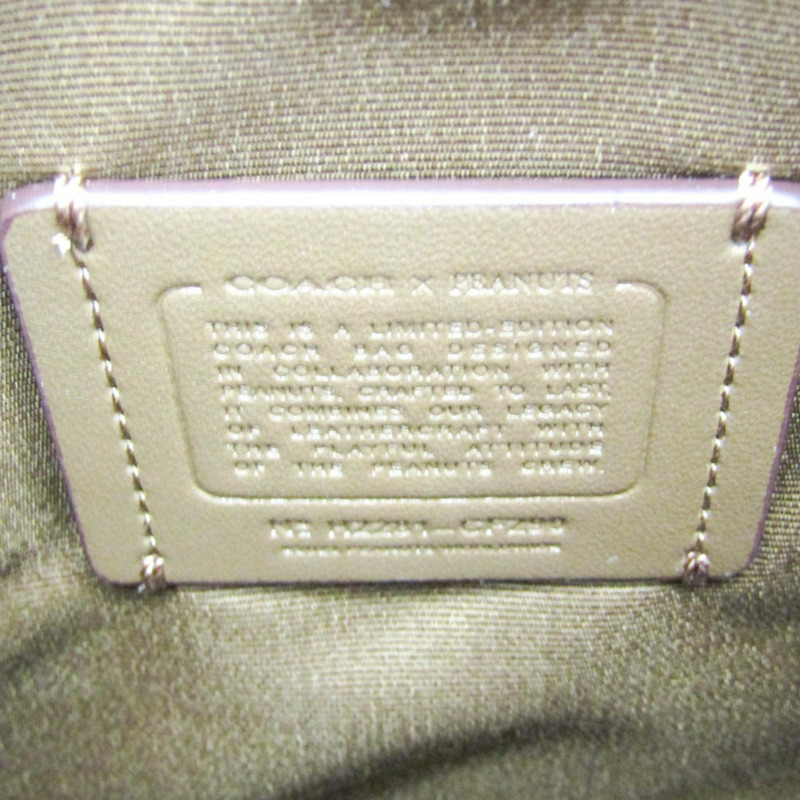 COACH × PEANUTS
THIS IS A LIMITED-EDITION
COACH BAG DESIGNED
IN COLLABORATION WITH
PEANUTS. CRAFTED TO LAST,
IT COMBINES OUR LEGACY
OF LEATHERCRAFT WITH
THE PLAYFUL ATTITUDE
OF THE PEANUTS CREW.
Nº